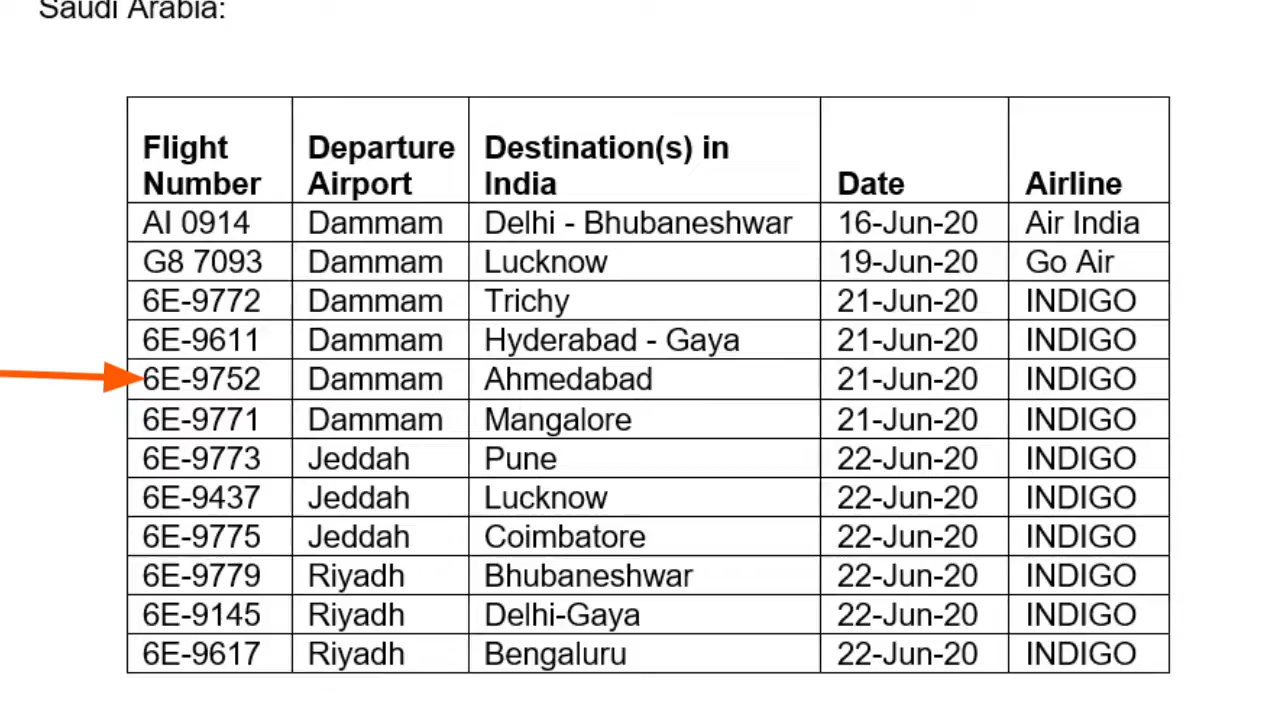 Saudi Arabia:
Flight Number Departure Airport Destination(s) in India Date Airline
AI 0914 Dammam Delhi - Bhubaneshwar 16-Jun-20 Air India
G8 7093 Dammam Lucknow 19-Jun-20 Go Air
6E-9772 Dammam Trichy 21-Jun-20 INDIGO
6E-9611 Dammam Hyderabad - Gaya 21-Jun-20 INDIGO
6E-9752 Dammam Ahmedabad 21-Jun-20 INDIGO
6E-9771 Dammam Mangalore 21-Jun-20 INDIGO
6E-9773 Jeddah Pune 22-Jun-20 INDIGO
6E-9437 Jeddah Lucknow 22-Jun-20 INDIGO
6E-9775 Jeddah Coimbatore 22-Jun-20 INDIGO
6E-9779 Riyadh Bhubaneshwar 22-Jun-20 INDIGO
6E-9145 Riyadh Delhi-Gaya 22-Jun-20 INDIGO
6E-9617 Riyadh Bengaluru 22-Jun-20 INDIGO